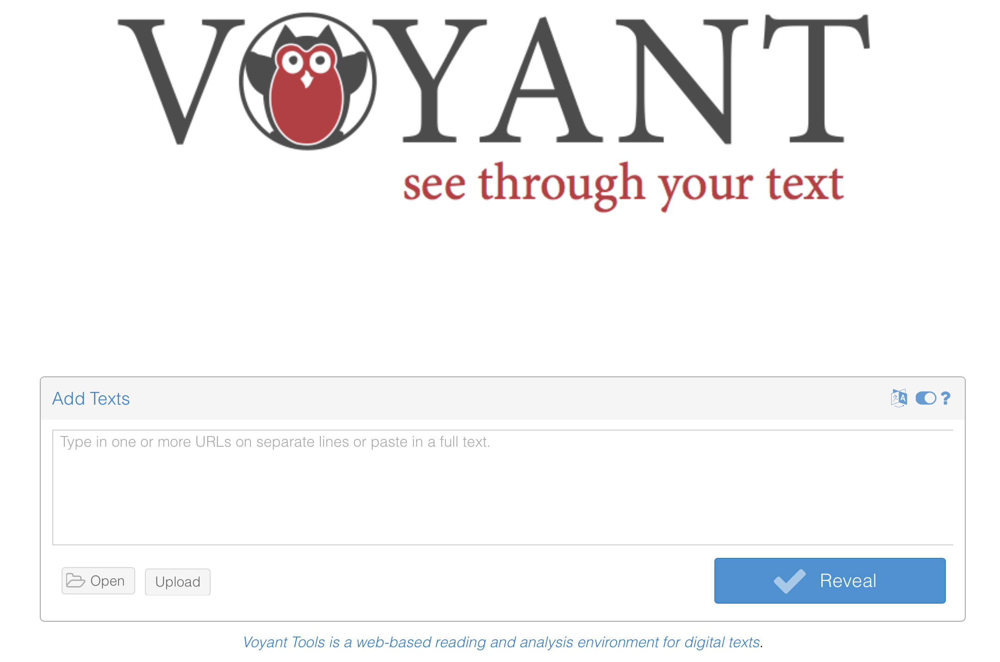 VOYANT
see through your text
Add Texts
Type in one or more URLs on separate lines or paste in a full text.
Open
Upload
Reveal
Voyant Tools is a web-based reading and analysis environment for digital texts.